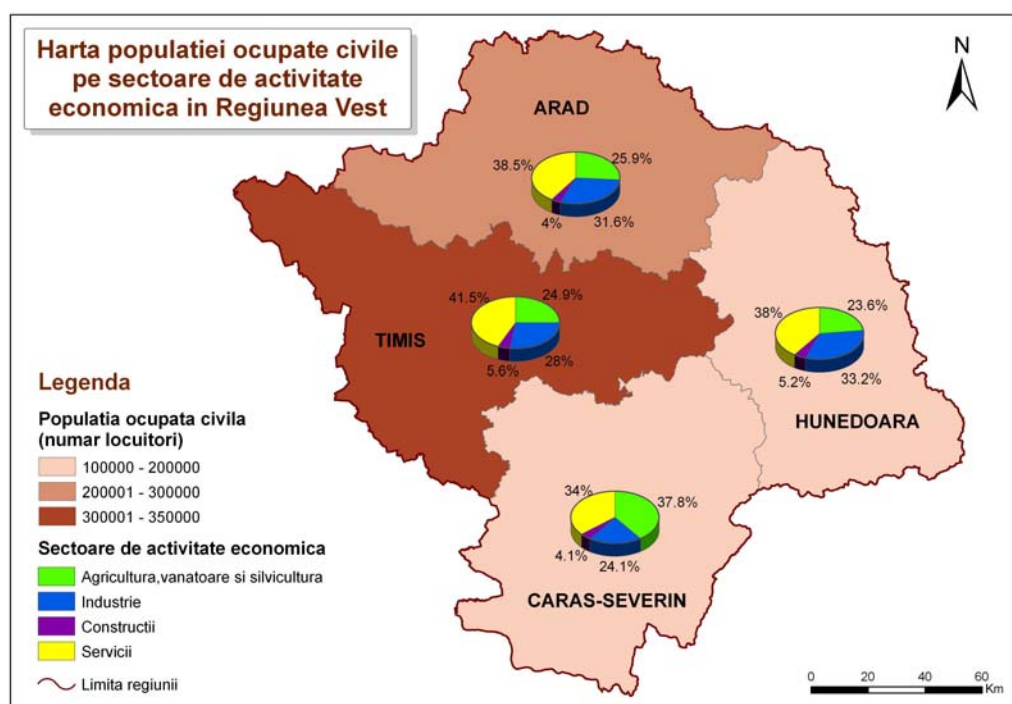 Harta populatiei ocupate civile
pe sectoare de activitate
economica in Regiunea Vest
N
ARAD
38.5%
25.9%
4%
31.6%
TIMIS
41.5%
24.9%
5.6%
28%
HUNEDOARA
38%
23.6%
5.2%
33.2%
CARAS-SEVERIN
34%
37.8%
4.1%
24.1%
Legenda
Populatia ocupata civila
(numar locuitori)
100000 - 200000
200001 - 300000
300001 - 350000
Sectoare de activitate economica
Agricultura,vanatoare si silvicultura
Industrie
Constructii
Servicii
Limita regiunii
0 20 40 60
Km